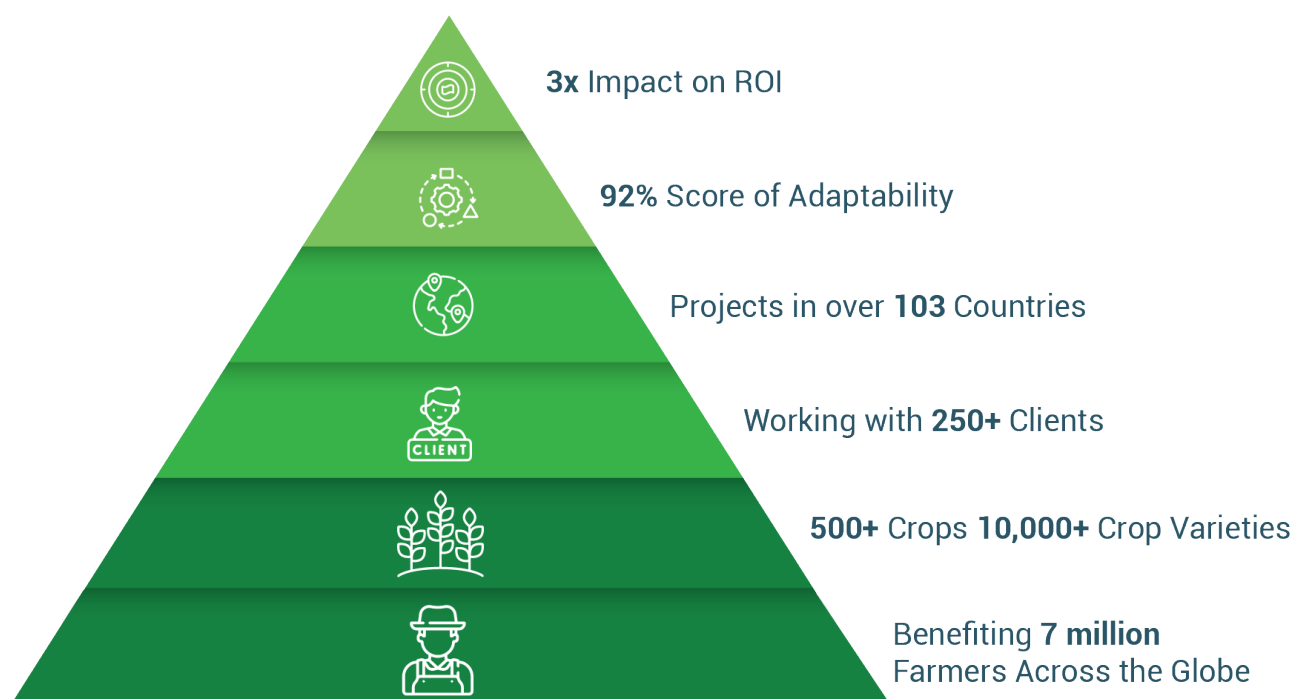 3x Impact on ROI
92% Score of Adaptability
Projects in over 103 Countries
Working with 250+ Clients
CLIENT
500+ Crops 10,000+ Crop Varieties
Benefiting 7 million
Farmers Across the Globe